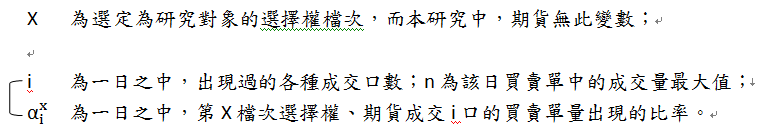 X 為選定為研究對象的選擇權檔次，而本研究中，期貨無此變數；
i 為一日之中，出現過的各種成交口數；n 為該日買賣單中的成交量最大值；
αᵢˣ 為一日之中，第 X 檔次選擇權、期貨成交 i 口的買賣單量出現的比率。